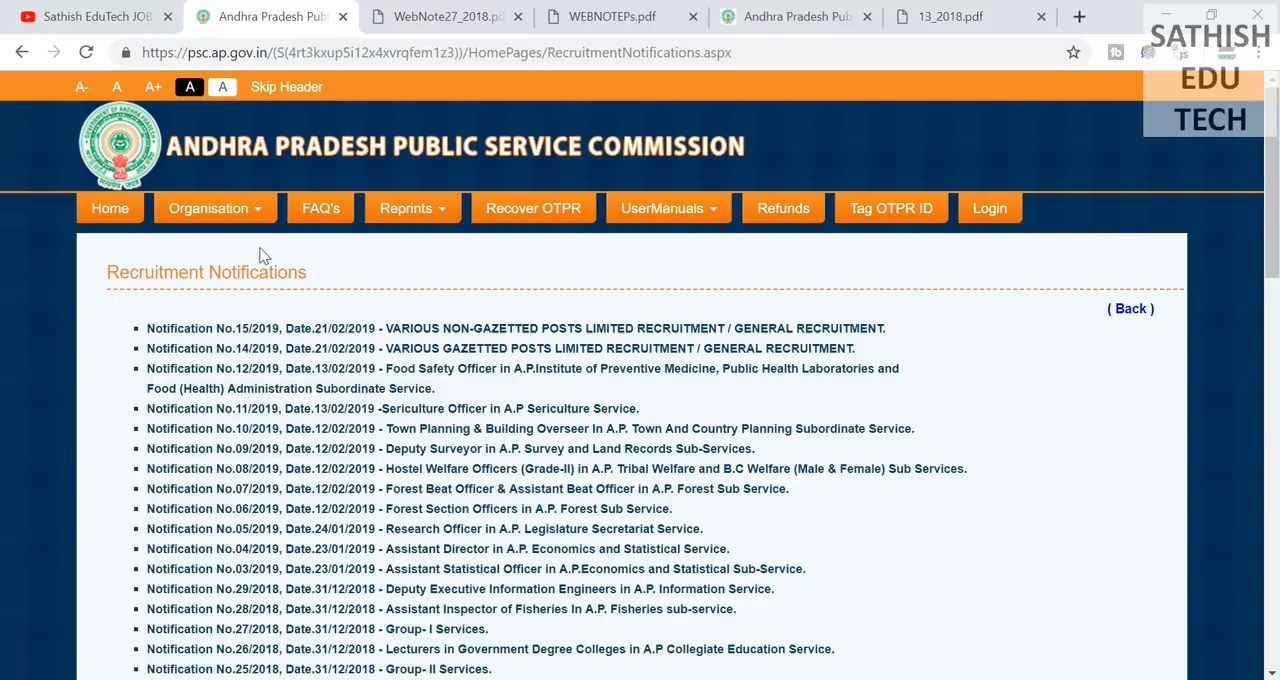 Sathish EduTech JOB
Andhra Pradesh Publ
WebNote27_2018.pd
WEBNOTEPs.pdf
Andhra Pradesh Pu
13_2018.pdf
https://psc.ap.gov.in/(S(4rt3kxup5i12x4xvrqfem1z3))/HomePages/RecruitmentNotifications.aspx
SATHISH
EDU
TECH
A- A A+ A A Skip Header
ANDHRA PRADESH PUBLIC SERVICE COMMISSION
Home Organisation FAQ's Reprints Recover OTPR UserManuals Refunds Tag OTPR ID Login
Recruitment Notifications
( Back )
Notification No.15/2019, Date.21/02/2019 - VARIOUS NON-GAZETTED POSTS LIMITED RECRUITMENT / GENERAL RECRUITMENT.
Notification No.14/2019, Date.21/02/2019 - VARIOUS GAZETTED POSTS LIMITED RECRUITMENT / GENERAL RECRUITMENT.
Notification No.12/2019, Date.13/02/2019 - Food Safety Officer in A.P.Institute of Preventive Medicine, Public Health Laboratories and
Food (Health) Administration Subordinate Service.
Notification No.11/2019, Date.13/02/2019 -Sericulture Officer in A.P Sericulture Service.
Notification No.10/2019, Date.12/02/2019 - Town Planning & Building Overseer In A.P. Town And Country Planning Subordinate Service.
Notification No.09/2019, Date.12/02/2019 - Deputy Surveyor in A.P. Survey and Land Records Sub-Services.
Notification No.08/2019, Date.12/02/2019 - Hostel Welfare Officers (Grade-II) in A.P. Tribal Welfare and B.C Welfare (Male & Female) Sub Services.
Notification No.07/2019, Date.12/02/2019 - Forest Beat Officer & Assistant Beat Officer in A.P. Forest Sub Service.
Notification No.06/2019, Date.12/02/2019 - Forest Section Officers in A.P. Forest Sub Service.
Notification No.05/2019, Date.24/01/2019 - Research Officer in A.P. Legislature Secretariat Service.
Notification No.04/2019, Date.23/01/2019 - Assistant Director in A.P. Economics and Statistical Service.
Notification No.03/2019, Date.23/01/2019 - Assistant Statistical Officer in A.P.Economics and Statistical Sub-Service.
Notification No.29/2018, Date.31/12/2018 - Deputy Executive Information Engineers in A.P. Information Service.
Notification No.28/2018, Date.31/12/2018 - Assistant Inspector of Fisheries In A.P. Fisheries sub-service.
Notification No.27/2018, Date.31/12/2018 - Group- I Services.
Notification No.26/2018, Date.31/12/2018 - Lecturers in Government Degree Colleges in A.P Collegiate Education Service.
Notification No.25/2018, Date.31/12/2018 - Group- II Services.